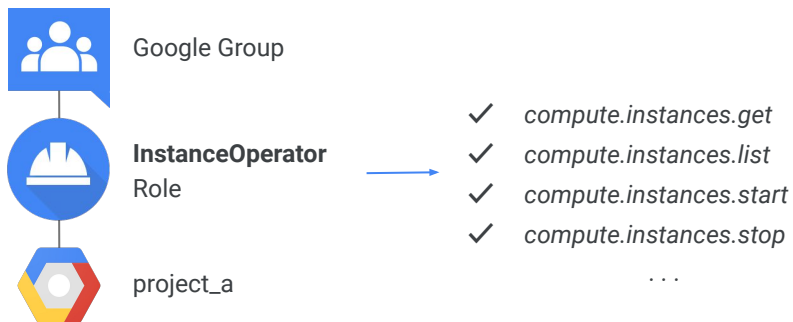 Google Group
InstanceOperator
Role
project_a
compute.instances.get
compute.instances.list
compute.instances.start
compute.instances.stop
. . .